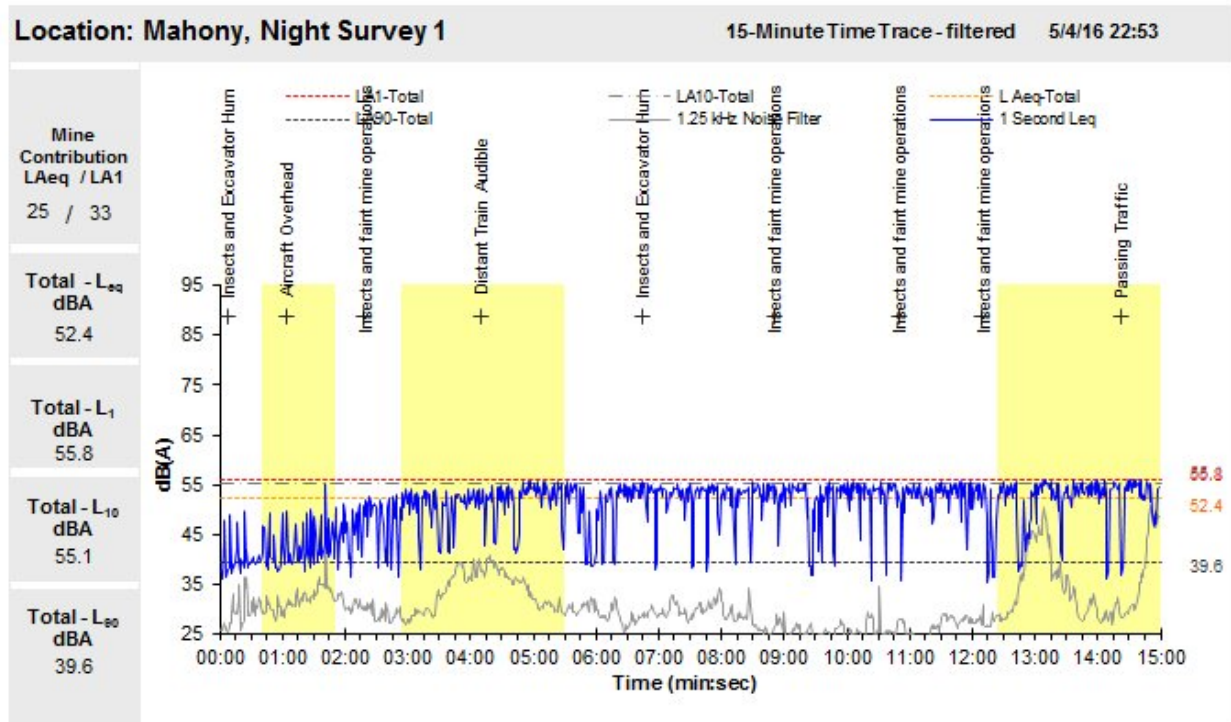 Location: Mahony, Night Survey 1
15-Minute Time Trace - filtered 5/4/16 22:53
Mine
Contribution
LAeq / LA1
25 / 33
Total - Leq
dBA
52.4
Total - L1
dBA
55.8
Total - L10
dBA
55.1
Total - L90
dBA
39.6
LA1-Total
LA10-Total
L Aeq-Total
LA90-Total
1.25 kHz Noise Filter
1 Second Leq
Insects and Excavator Hum
Aircraft Overhead
Insects and faint mine operations
Distant Train Audible
Insects and Excavator Hum
Insects and faint mine operations
Insects and faint mine operations
Insects and faint mine operations
Passing Traffic
dB(A)
95
85
75
65
55
45
35
25
55.8
52.4
39.6
00:00 01:00 02:00 03:00 04:00 05:00 06:00 07:00 08:00 09:00 10:00 11:00 12:00 13:00 14:00 15:00
Time (min:sec)